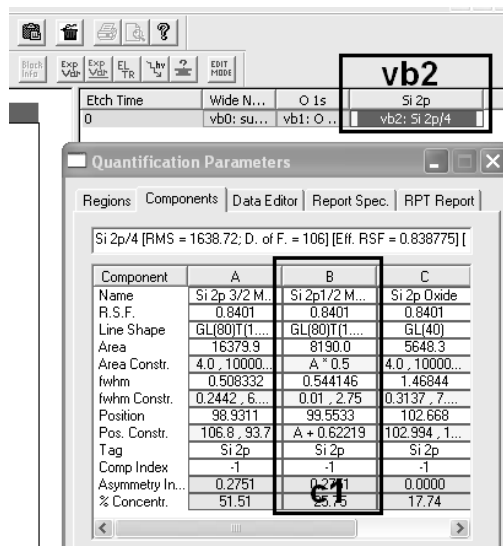 Block Info
Exp Var
Exp Var
EL TR
hν
EDIT MODE
vb2
Etch Time Wide N... O 1s Si 2p
0 vb0: su... vb1: O .. vb2: Si 2p/4
Quantification Parameters
Regions Components Data Editor Report Spec. RPT Report
Si 2p/4 [RMS = 1638.72; D. of F. = 106] [Eff. RSF = 0.838775] [
Component A B C
Name Si 2p 3/2 M... Si 2p1/2 M... Si 2p Oxide
R.S.F. 0.8401 0.8401 0.8401
Line Shape GL(80)T(1.... GL(80)T(1.... GL(40)
Area 16379.9 8190.0 5648.3
Area Constr. 4.0 , 10000... A * 0.5 4.0 , 10000...
fwhm 0.508332 0.544146 1.46844
fwhm Constr. 0.2442 , 6.... 0.01 , 2.75 0.3137 , 7....
Position 98.9311 99.5533 102.668
Pos. Constr. 106.8 , 93.7 A + 0.62219 102.994 , 1...
Tag Si 2p Si 2p Si 2p
Comp Index -1 -1 -1
Asymmetry In... 0.2751 0.2751 0.0000
% Concentr. 51.51 25.75 17.74
c1